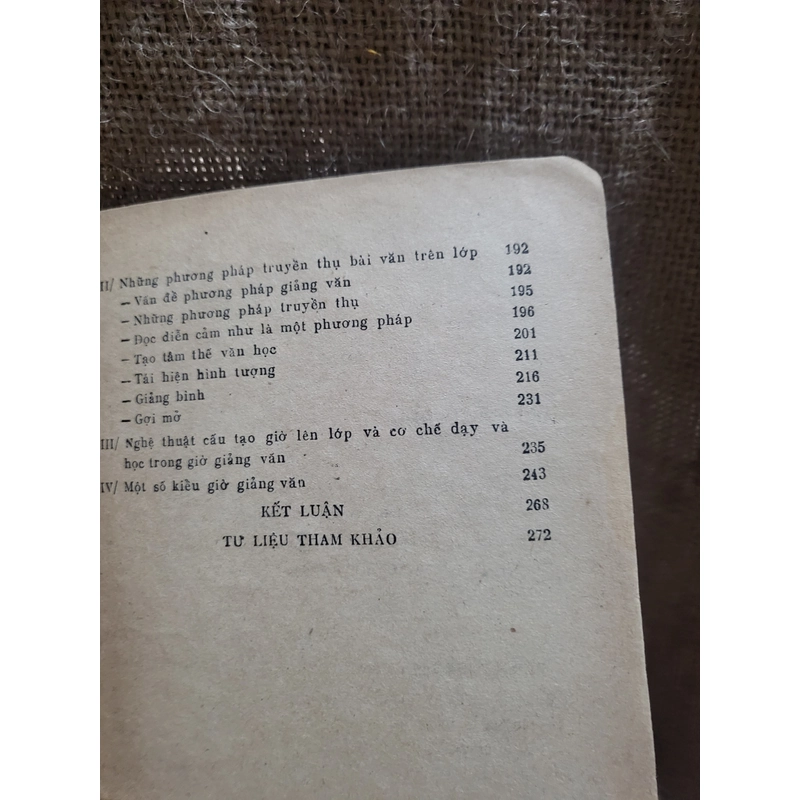 II/ Những phương pháp truyền thụ bài văn trên lớp 192
— Vấn đề phương pháp giảng văn 192
— Những phương pháp truyền thụ 195
— Đọc diễn cảm như là một phương pháp 196
— Tạo tâm thế văn học 201
— Tái hiện hình tượng 211
— Giảng bình 216
— Gợi mở 231
III/ Nghệ thuật cấu tạo giờ lên lớp và cơ chế dạy và
học trong giờ giảng văn 235
IV/ Một số kiểu giờ giảng văn 243
KẾT LUẬN 268
TƯ LIỆU THAM KHẢO 272